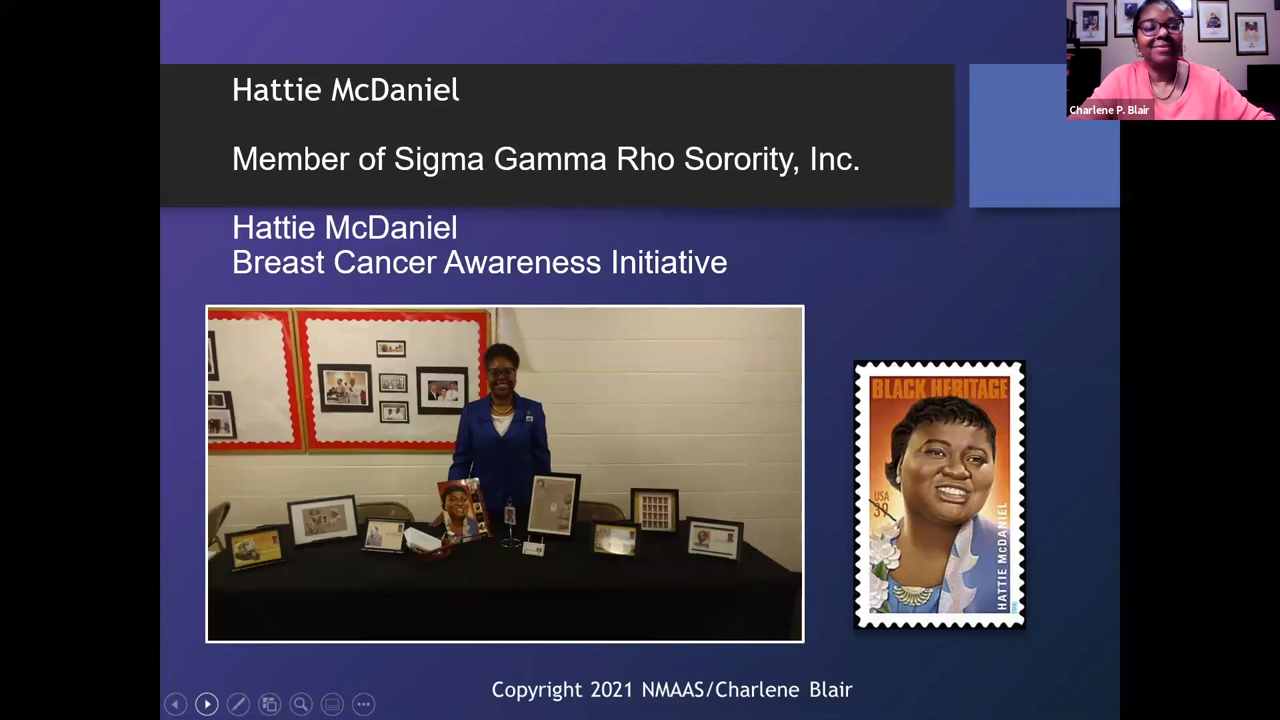 Hattie McDaniel
Member of Sigma Gamma Rho Sorority, Inc.
Hattie McDaniel
Breast Cancer Awareness Initiative
Charlene P. Blair
BLACK HERITAGE
USA
39
HATTIE McDANIEL
Copyright 2021 NMAAS/Charlene Blair